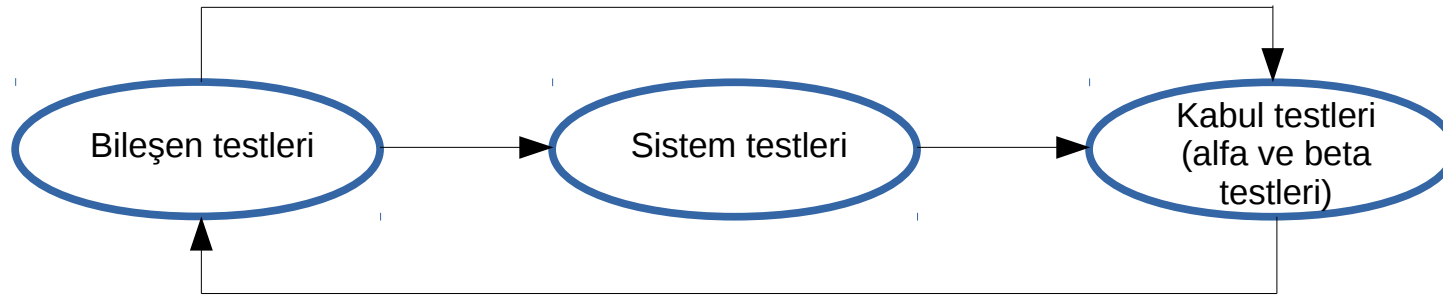 Bileşen testleri
Sistem testleri
Kabul testleri
(alfa ve beta
testleri)